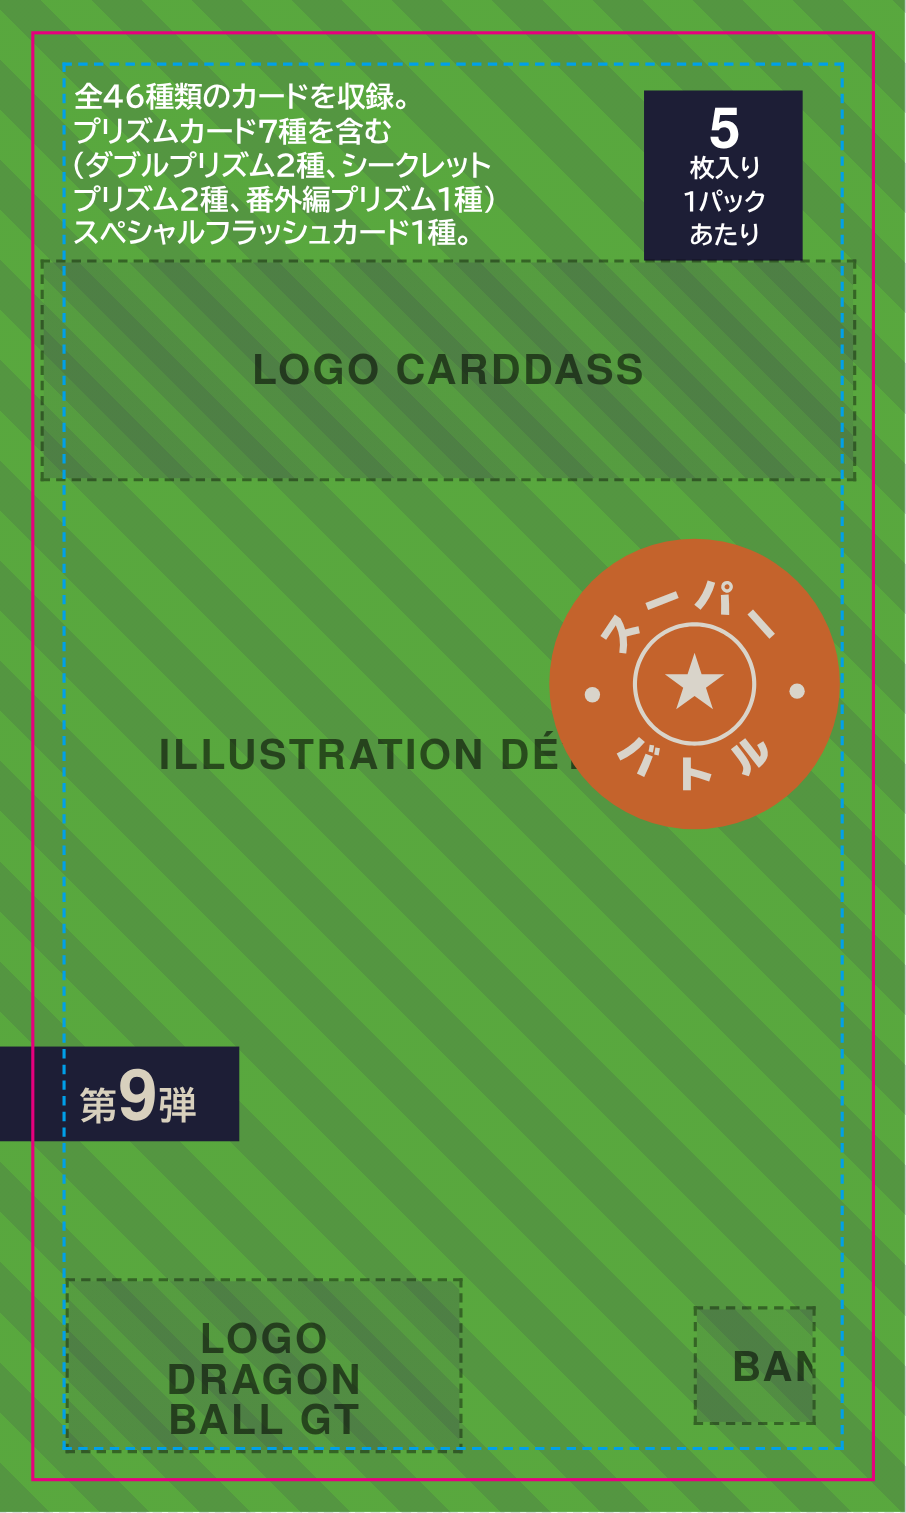 全46種類のカードを収録。
プリズムカード7種を含む
（ダブルプリズム2種、シークレット
プリズム2種、番外編プリズム1種）
スペシャルフラッシュカード1種。
5
枚入り
1パック
あたり
LOGO CARDDASS
スーパー
バトル
ILLUSTRATION DÉ
第9弾
LOGO
DRAGON
BALL GT
BAN